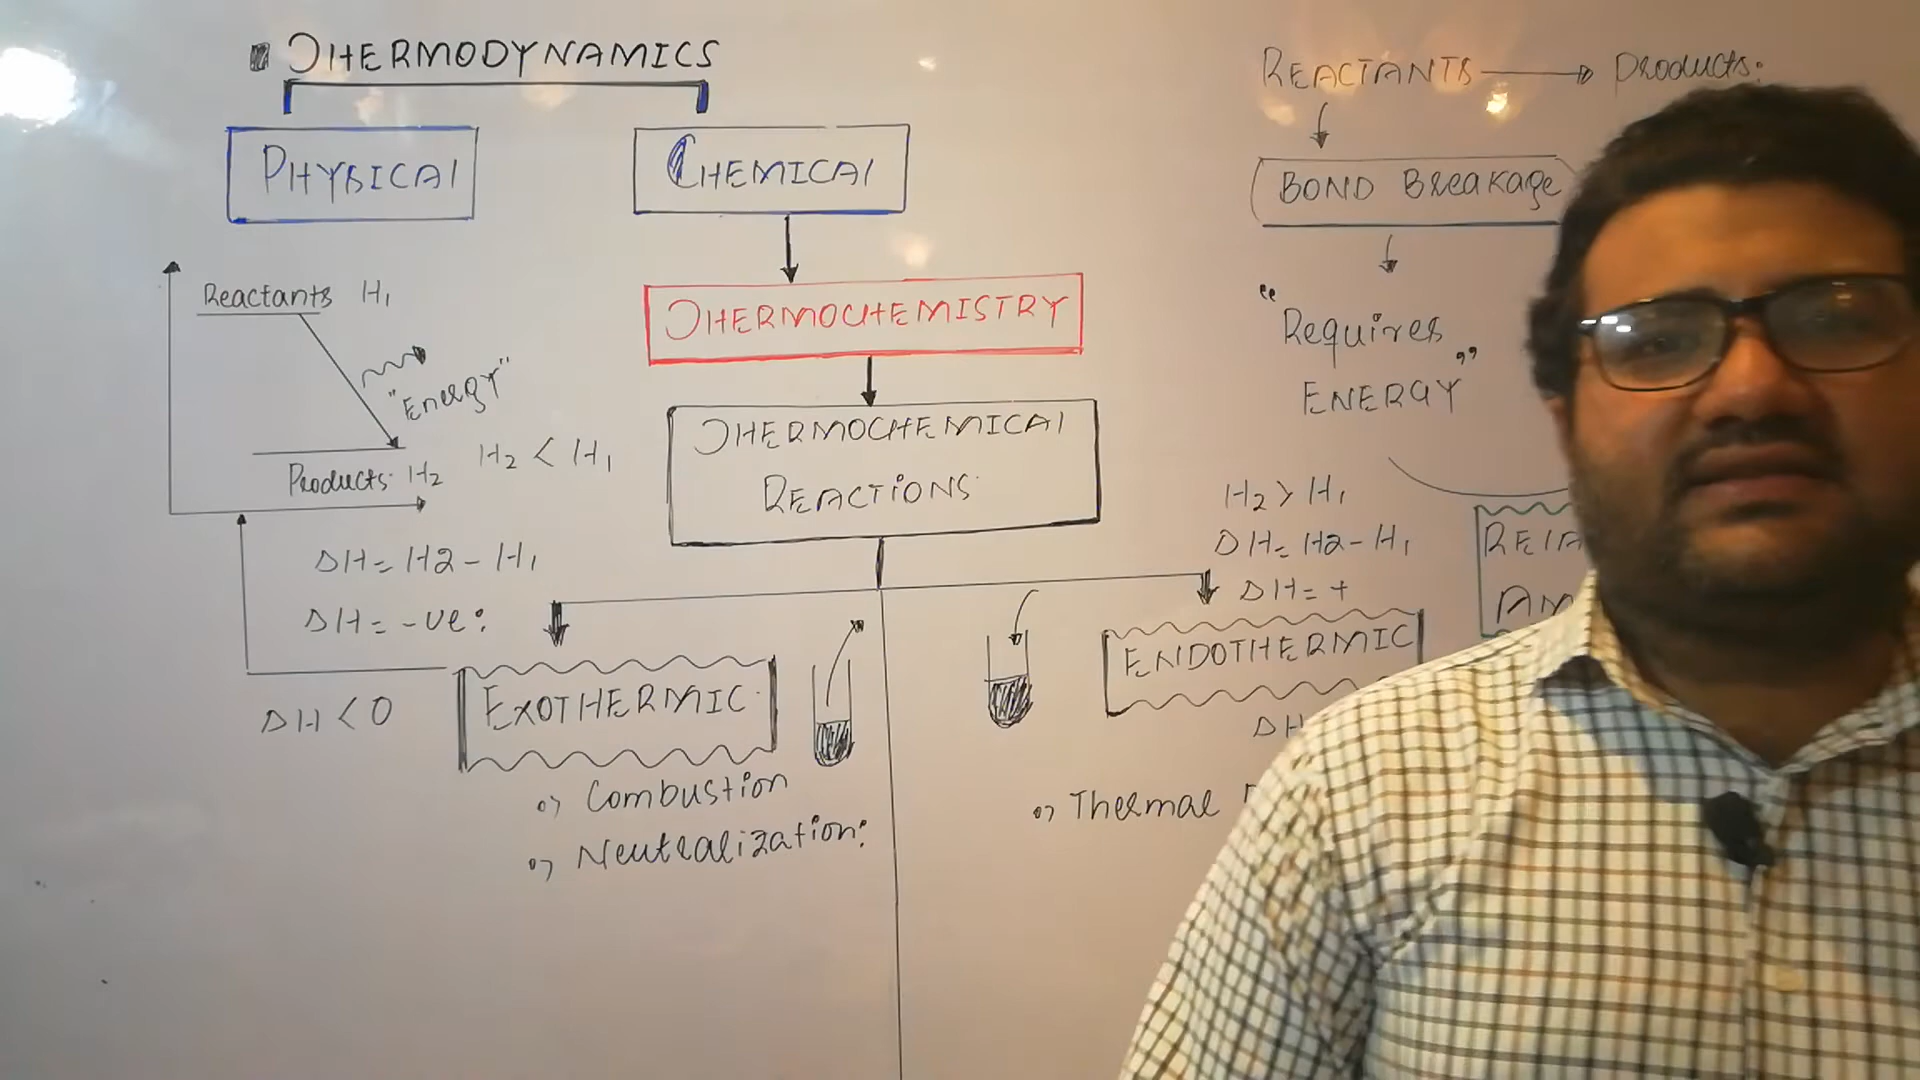 THERMODYNAMICS
PHYSICAL
CHEMICAL
THERMOCHEMISTRY
THERMOCHEMICAL
REACTIONS
Reactants H₁
"Energy"
Products: H₂
H₂ < H₁
ΔH = H2 - H₁
ΔH = -ve:
ΔH < 0
EXOTHERMIC
Combustion
Neutralization:
H₂ > H₁
ΔH = H2 - H₁
ΔH = +
ENDOTHERMIC
ΔH
Thermal
REACTANTS → Products:
BOND BREAKAGE
"Requires
ENERGY"